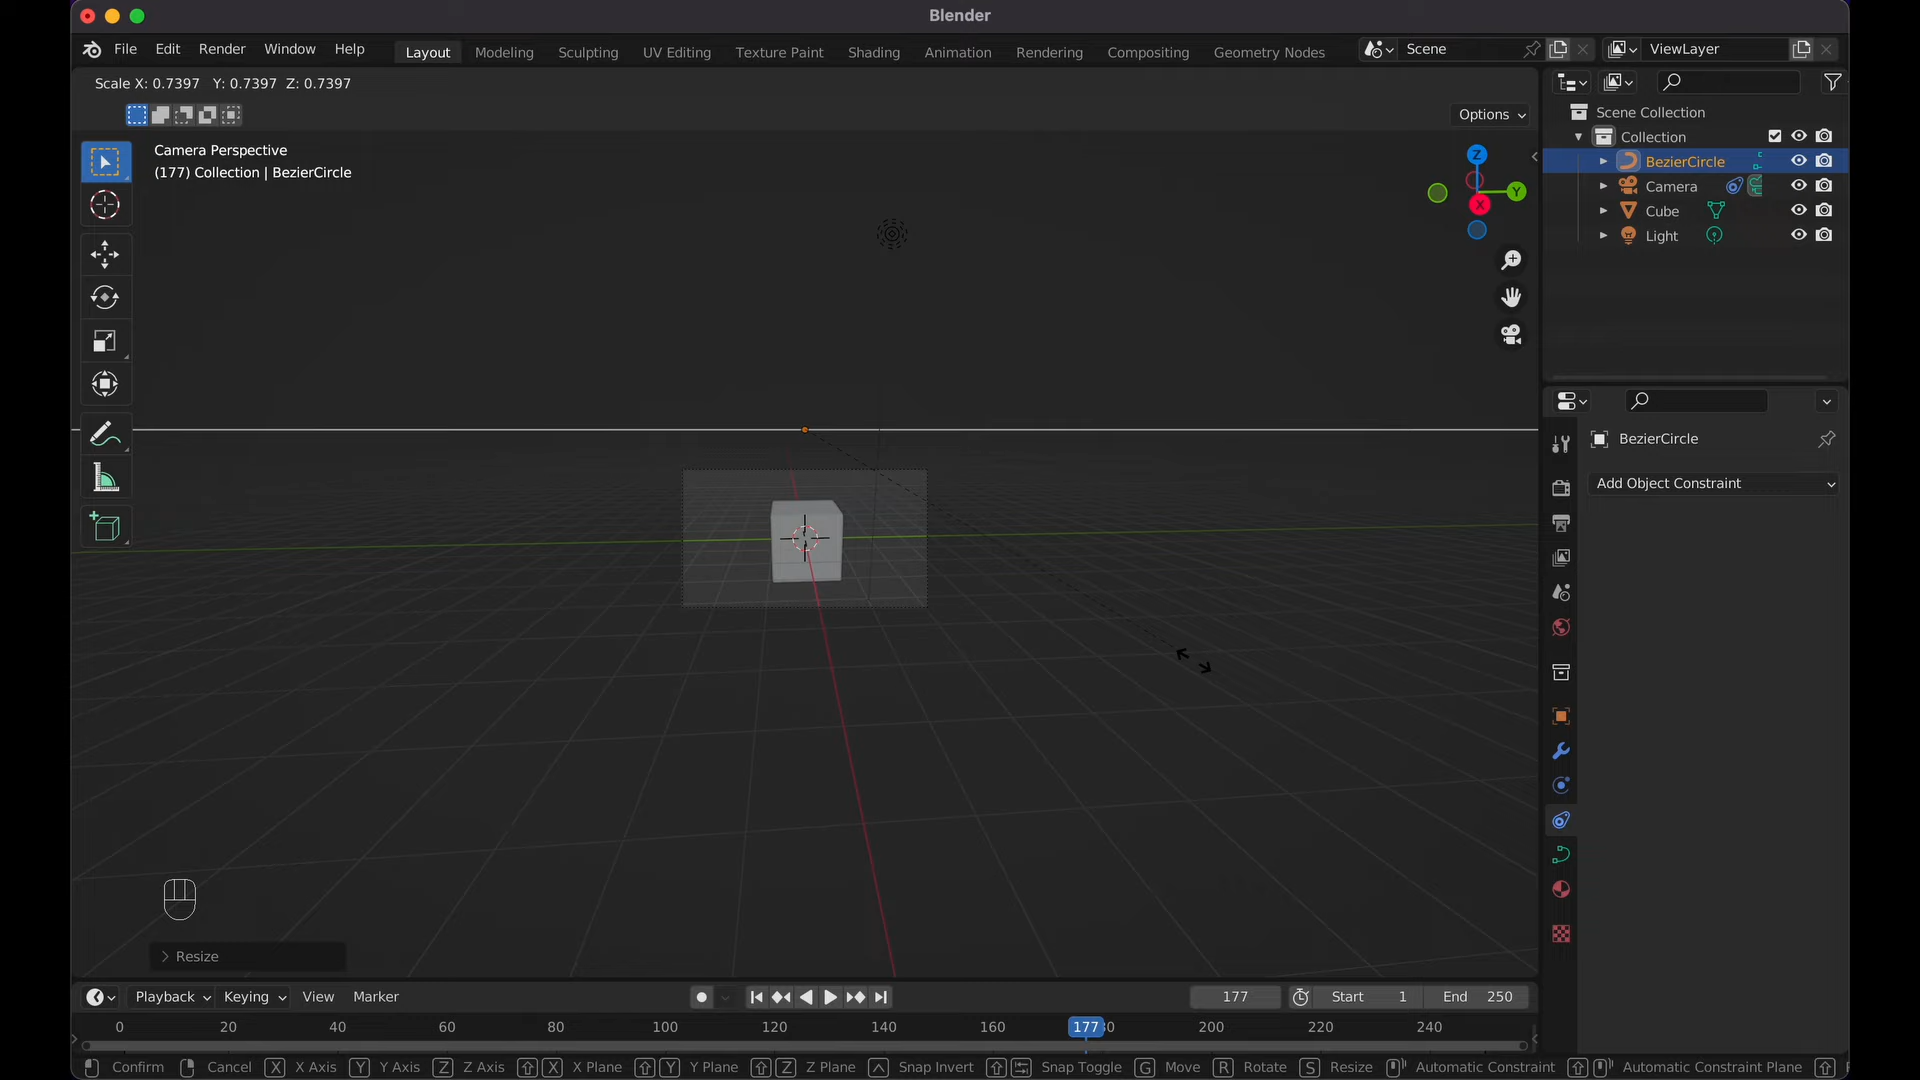 Blender
File Edit Render Window Help Layout Modeling Sculpting UV Editing Texture Paint Shading Animation Rendering Compositing Geometry Nodes Scene ViewLayer
Scale X: 0.7397 Y: 0.7397 Z: 0.7397
Options
Camera Perspective
(177) Collection | BezierCircle
Z
Y
X
Scene Collection
Collection
BezierCircle
Camera
Cube
Light
BezierCircle
Add Object Constraint
Resize
Playback Keying View Marker 177 Start 1 End 250
0 20 40 60 80 100 120 140 160 177 200 220 240
Confirm Cancel X X Axis Y Y Axis Z Z Axis X X Plane Y Y Plane Z Z Plane Snap Invert Snap Toggle G Move R Rotate S Resize Automatic Constraint Automatic Constraint Plane